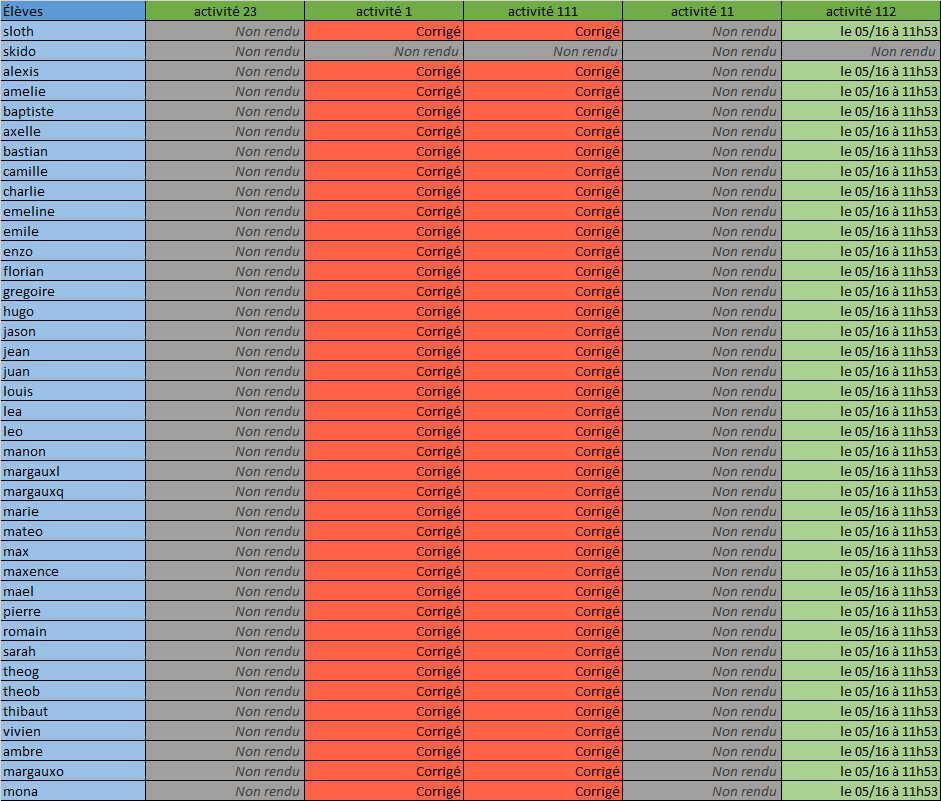 Élèves activité 23 activité 1 activité 111 activité 11 activité 112
sloth Non rendu Corrigé Corrigé Non rendu le 05/16 à 11h53
skido Non rendu Non rendu Non rendu Non rendu Non rendu
alexis Non rendu Corrigé Corrigé Non rendu le 05/16 à 11h53
amelie Non rendu Corrigé Corrigé Non rendu le 05/16 à 11h53
baptiste Non rendu Corrigé Corrigé Non rendu le 05/16 à 11h53
axelle Non rendu Corrigé Corrigé Non rendu le 05/16 à 11h53
bastian Non rendu Corrigé Corrigé Non rendu le 05/16 à 11h53
camille Non rendu Corrigé Corrigé Non rendu le 05/16 à 11h53
charlie Non rendu Corrigé Corrigé Non rendu le 05/16 à 11h53
emeline Non rendu Corrigé Corrigé Non rendu le 05/16 à 11h53
emile Non rendu Corrigé Corrigé Non rendu le 05/16 à 11h53
enzo Non rendu Corrigé Corrigé Non rendu le 05/16 à 11h53
florian Non rendu Corrigé Corrigé Non rendu le 05/16 à 11h53
gregoire Non rendu Corrigé Corrigé Non rendu le 05/16 à 11h53
hugo Non rendu Corrigé Corrigé Non rendu le 05/16 à 11h53
jason Non rendu Corrigé Corrigé Non rendu le 05/16 à 11h53
jean Non rendu Corrigé Corrigé Non rendu le 05/16 à 11h53
juan Non rendu Corrigé Corrigé Non rendu le 05/16 à 11h53
louis Non rendu Corrigé Corrigé Non rendu le 05/16 à 11h53
lea Non rendu Corrigé Corrigé Non rendu le 05/16 à 11h53
leo Non rendu Corrigé Corrigé Non rendu le 05/16 à 11h53
manon Non rendu Corrigé Corrigé Non rendu le 05/16 à 11h53
margauxl Non rendu Corrigé Corrigé Non rendu le 05/16 à 11h53
margauxq Non rendu Corrigé Corrigé Non rendu le 05/16 à 11h53
marie Non rendu Corrigé Corrigé Non rendu le 05/16 à 11h53
mateo Non rendu Corrigé Corrigé Non rendu le 05/16 à 11h53
max Non rendu Corrigé Corrigé Non rendu le 05/16 à 11h53
maxence Non rendu Corrigé Corrigé Non rendu le 05/16 à 11h53
mael Non rendu Corrigé Corrigé Non rendu le 05/16 à 11h53
pierre Non rendu Corrigé Corrigé Non rendu le 05/16 à 11h53
romain Non rendu Corrigé Corrigé Non rendu le 05/16 à 11h53
sarah Non rendu Corrigé Corrigé Non rendu le 05/16 à 11h53
theog Non rendu Corrigé Corrigé Non rendu le 05/16 à 11h53
theob Non rendu Corrigé Corrigé Non rendu le 05/16 à 11h53
thibaut Non rendu Corrigé Corrigé Non rendu le 05/16 à 11h53
vivien Non rendu Corrigé Corrigé Non rendu le 05/16 à 11h53
ambre Non rendu Corrigé Corrigé Non rendu le 05/16 à 11h53
margauxo Non rendu Corrigé Corrigé Non rendu le 05/16 à 11h53
mona Non rendu Corrigé Corrigé Non rendu le 05/16 à 11h53